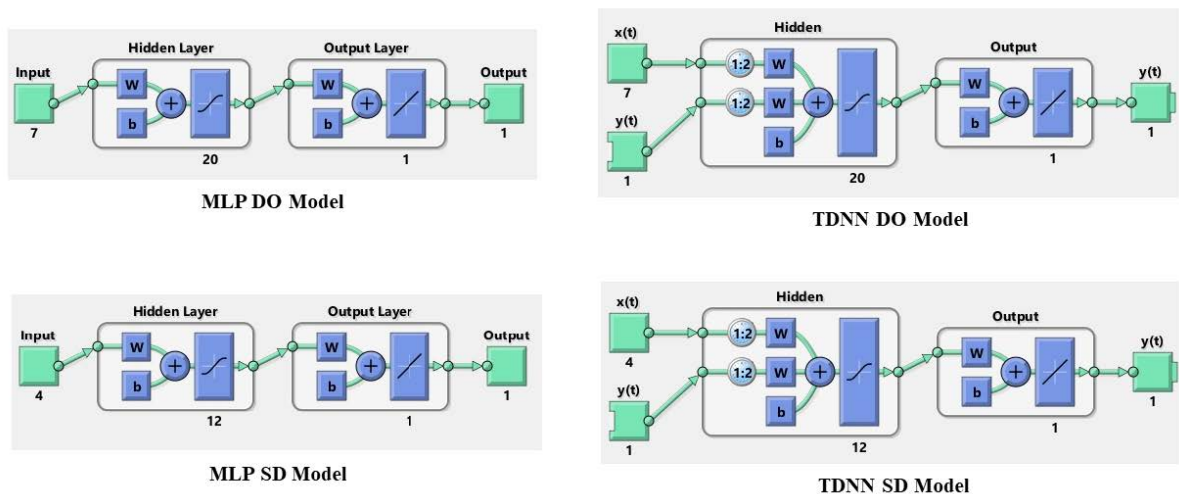 Hidden Layer
Output Layer
Input
W
b
+
W
b
+
Output
7
20
1
1
MLP DO Model
x(t)
Hidden
7
1:2
W
Output
y(t)
y(t)
1:2
W
+
W
b
b
+
1
1
20
1
TDNN DO Model
Hidden Layer
Output Layer
Input
W
b
+
W
b
+
Output
4
12
1
1
MLP SD Model
x(t)
Hidden
4
1:2
W
Output
y(t)
y(t)
1:2
W
+
W
b
b
+
1
1
12
1
TDNN SD Model